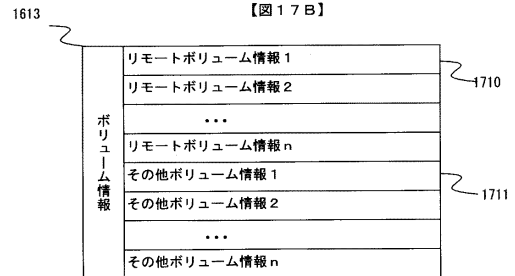 【図１７Ｂ】
1613
ボリューム情報
リモートボリューム情報１
リモートボリューム情報２
・・・
リモートボリューム情報ｎ
その他ボリューム情報１
その他ボリューム情報２
・・・
その他ボリューム情報ｎ
1710
1711